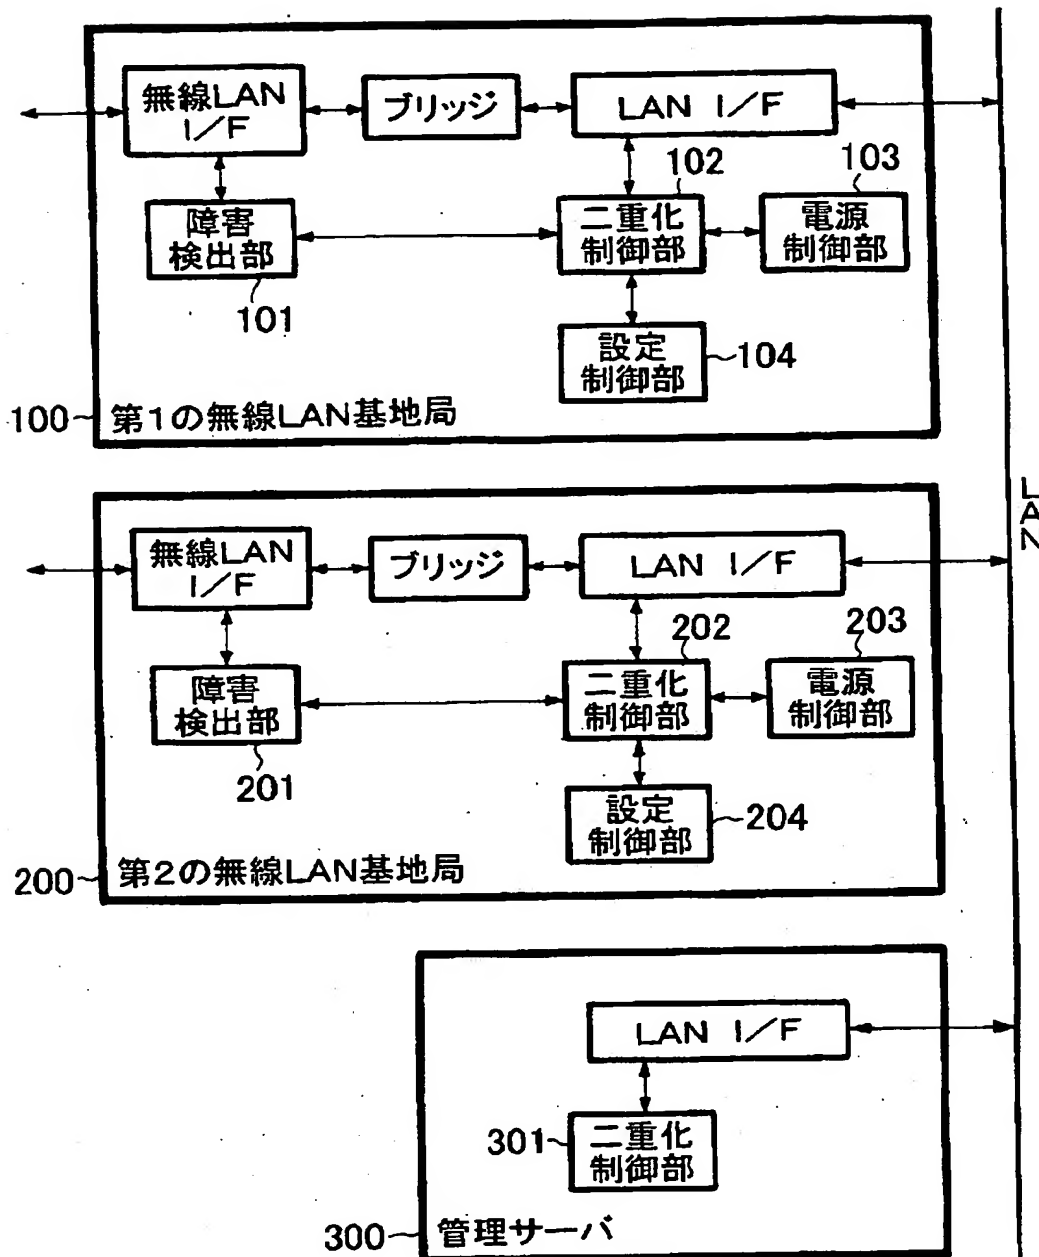 無線LAN
I/F
ブリッジ
LAN I/F
102
103
障害
検出部
二重化
制御部
電源
制御部
101
設定
制御部
104
100
第1の無線LAN基地局
LAN
無線LAN
I/F
ブリッジ
LAN I/F
202
203
障害
検出部
二重化
制御部
電源
制御部
201
設定
制御部
204
200
第2の無線LAN基地局
LAN I/F
301
二重化
制御部
300
管理サーバ